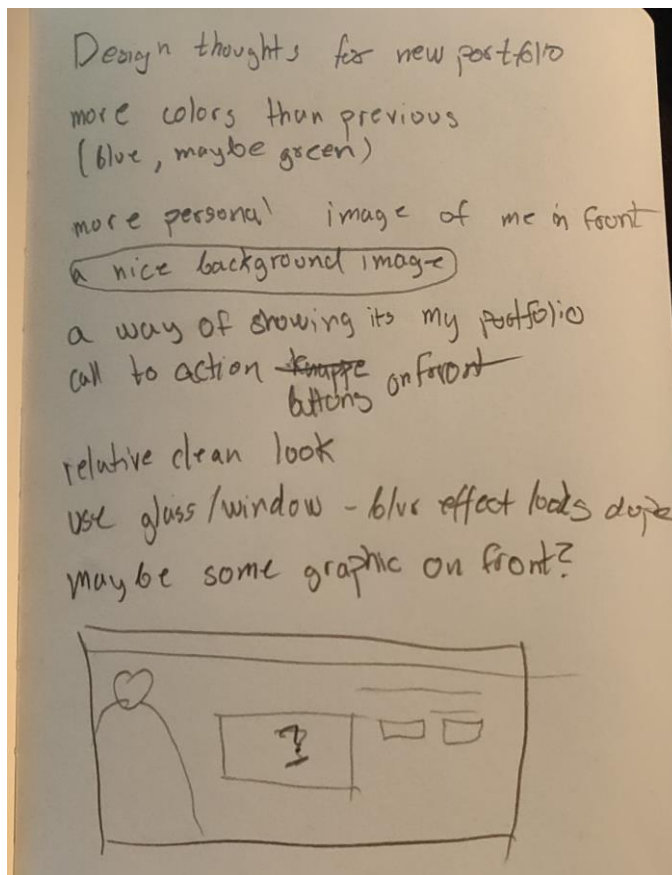 Design thoughts for new portfolio
more colors than previous
(blue, maybe green)
more personal image of me in front
a nice background image
a way of showing its my portfolio
call to action knappe on front
buttons
relative clean look
use glass/window - blur effect looks dope
maybe some graphic on front?
?